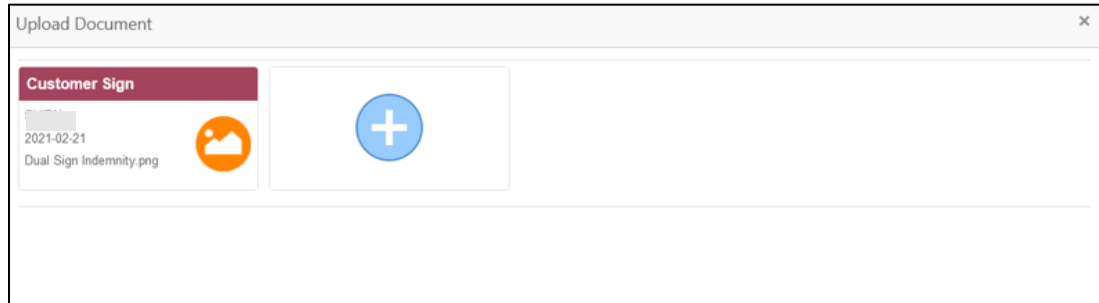 Upload Document
×
Customer Sign
2021-02-21
Dual Sign Indemnity.png